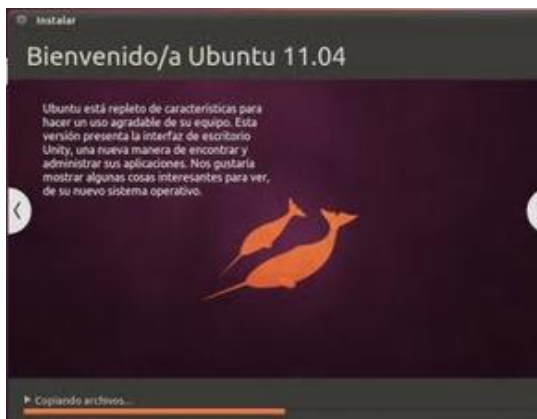 Instalar
Bienvenido/a Ubuntu 11.04
Ubuntu está repleto de características para
hacer un uso agradable de su equipo. Esta
versión presenta la interfaz de escritorio
Unity, una nueva manera de encontrar y
administrar sus aplicaciones. Nos gustaría
mostrar algunas cosas interesantes para ver,
de su nuevo sistema operativo.
Copiando archivos...